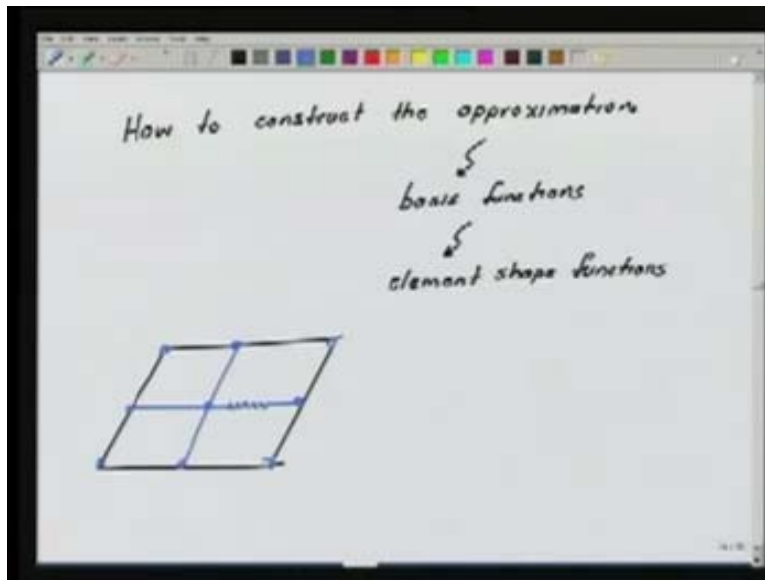 How to construct the approximation
basis functions
element shape functions